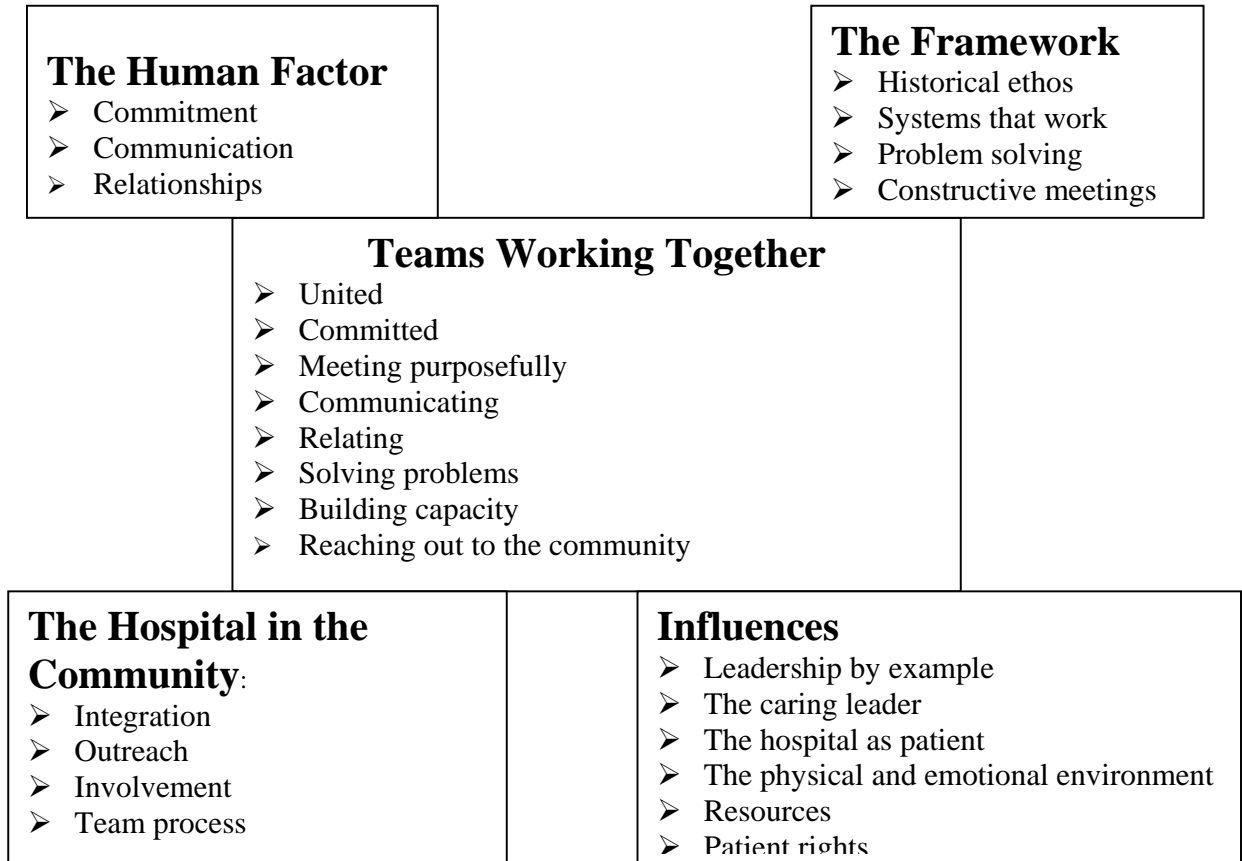 The Human Factor
➢ Commitment
➢ Communication
➢ Relationships
The Framework
➢ Historical ethos
➢ Systems that work
➢ Problem solving
➢ Constructive meetings
Teams Working Together
➢ United
➢ Committed
➢ Meeting purposefully
➢ Communicating
➢ Relating
➢ Solving problems
➢ Building capacity
➢ Reaching out to the community
The Hospital in the
Community:
➢ Integration
➢ Outreach
➢ Involvement
➢ Team process
Influences
➢ Leadership by example
➢ The caring leader
➢ The hospital as patient
➢ The physical and emotional environment
➢ Resources
➢ Patient rights